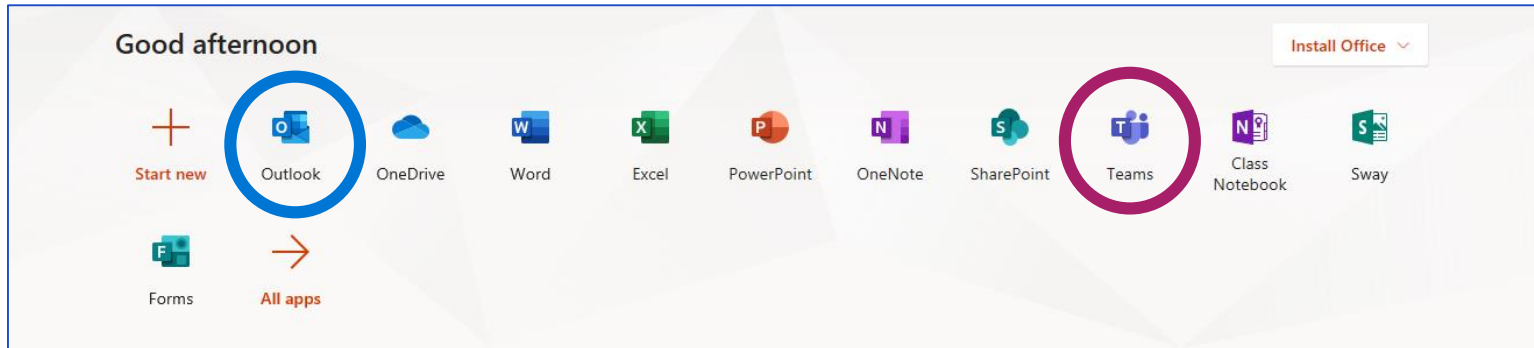 Good afternoon
Install Office
Start new
Outlook
OneDrive
Word
Excel
PowerPoint
OneNote
SharePoint
Teams
Class
Notebook
Sway
Forms
All apps